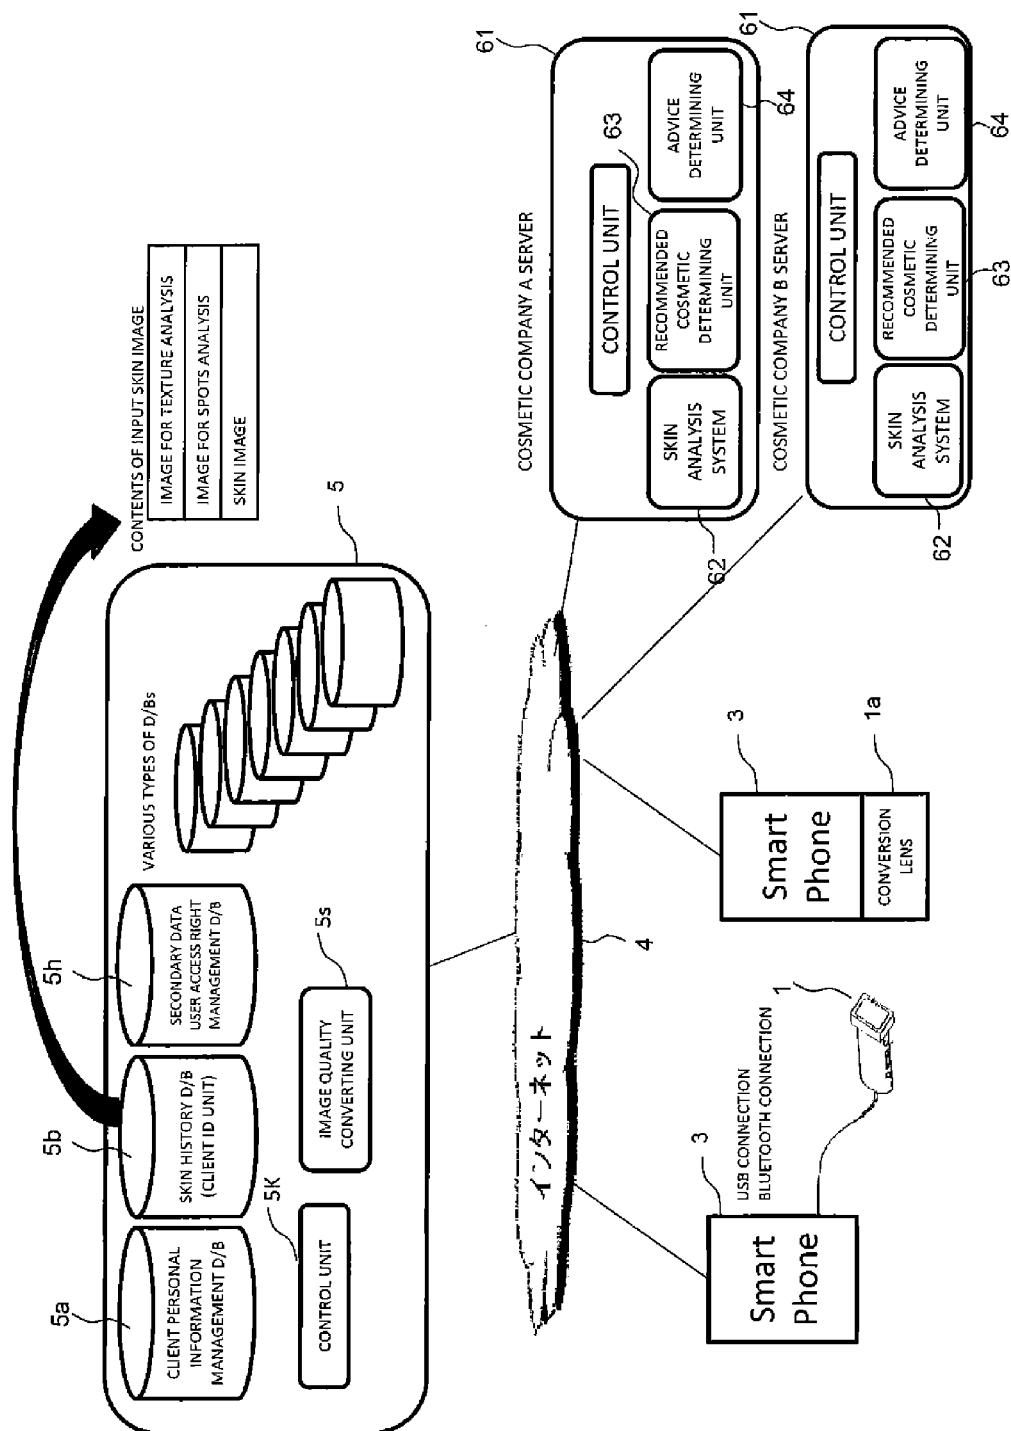 CONTENTS OF INPUT SKIN IMAGE
IMAGE FOR TEXTURE ANALYSIS
IMAGE FOR SPOTS ANALYSIS
SKIN IMAGE
5
5a
CLIENT PERSONAL
INFORMATION
MANAGEMENT D/B
5b
SKIN HISTORY D/B
(CLIENT ID UNIT)
5h
SECONDARY DATA
USER ACCESS RIGHT
MANAGEMENT D/B
VARIOUS TYPES OF D/Bs
5K
CONTROL UNIT
5s
IMAGE QUALITY
CONVERTING UNIT
インターネット
4
COSMETIC COMPANY A SERVER
61
CONTROL UNIT
62
SKIN
ANALYSIS
SYSTEM
63
RECOMMENDED
COSMETIC
DETERMINING
UNIT
64
ADVICE
DETERMINING
UNIT
COSMETIC COMPANY B SERVER
61
CONTROL UNIT
62
SKIN
ANALYSIS
SYSTEM
63
RECOMMENDED
COSMETIC
DETERMINING
UNIT
64
ADVICE
DETERMINING
UNIT
3
Smart
Phone
USB CONNECTION
BLUETOOTH CONNECTION
1
3
Smart
Phone
1a
CONVERSION
LENS